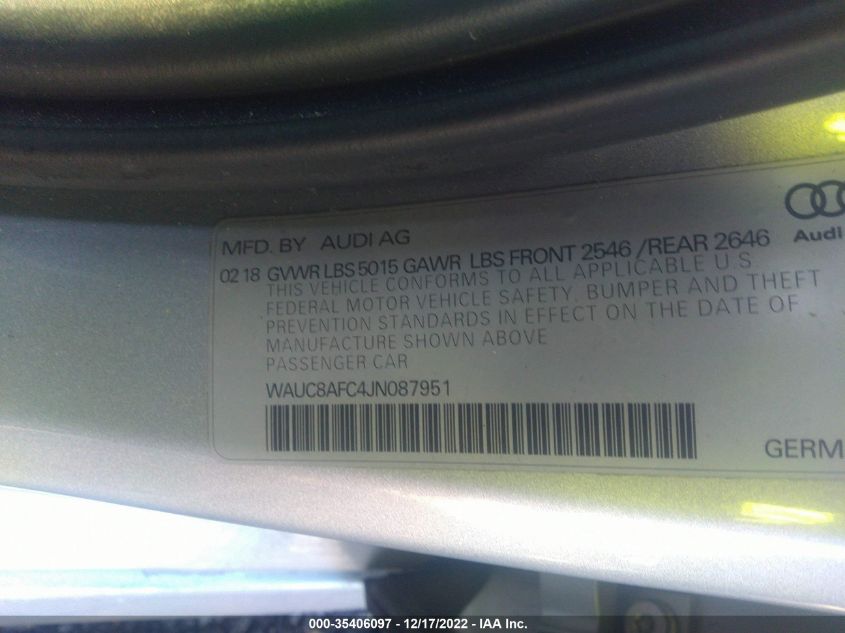 MFD. BY AUDI AG
Audi
02 18 GVWR LBS 5015 GAWR LBS FRONT 2546 /REAR 2646
THIS VEHICLE CONFORMS TO ALL APPLICABLE U S
FEDERAL MOTOR VEHICLE SAFETY, BUMPER AND THEFT
PREVENTION STANDARDS IN EFFECT ON THE DATE OF
MANUFACTURE SHOWN ABOVE
PASSENGER CAR
WAUC8AFC4JN087951
GERM
000-35406097 - 12/17/2022 - IAA Inc.